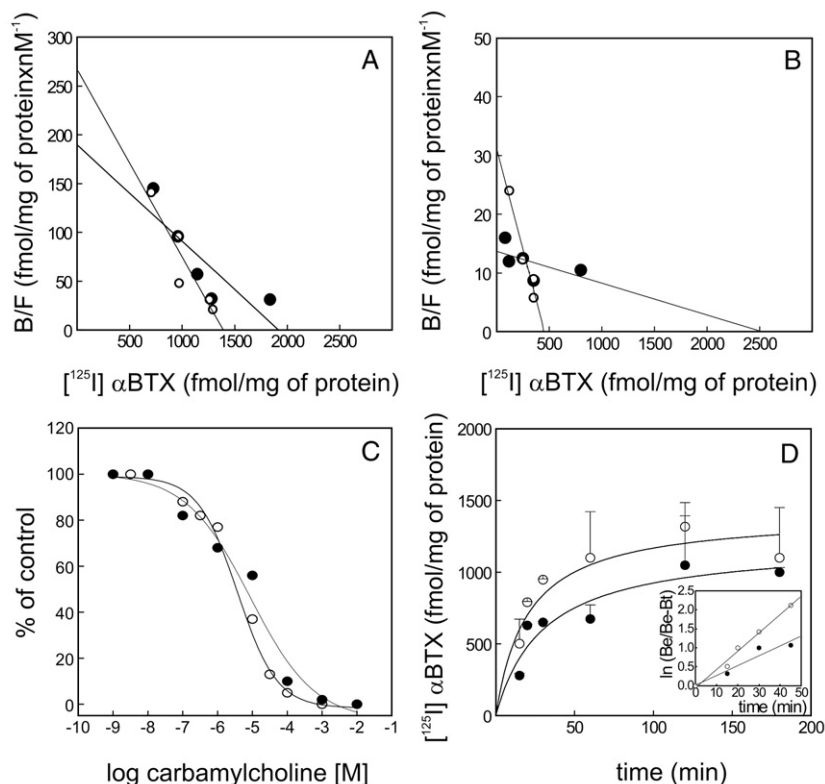 A
B/F (fmol/mg of proteinxnM⁻¹)
300
250
200
150
100
50
0
500 1000 1500 2000 2500
[¹²⁵I] αBTX (fmol/mg of protein)
B
B/F (fmol/mg of proteinxnM⁻¹)
50
40
30
20
10
0
500 1000 1500 2000 2500
[¹²⁵I] αBTX (fmol/mg of protein)
C
% of control
120
100
80
60
40
20
0
-10 -9 -8 -7 -6 -5 -4 -3 -2 -1
log carbamylcholine [M]
D
[¹²⁵I] αBTX (fmol/mg of protein)
2000
1500
1000
500
0
50 100 150 200
time (min)
ln (Be/Be-Bt)
2.5
2.0
1.5
1.0
0.5
0.0
0 10 20 30 40 50
time (min)